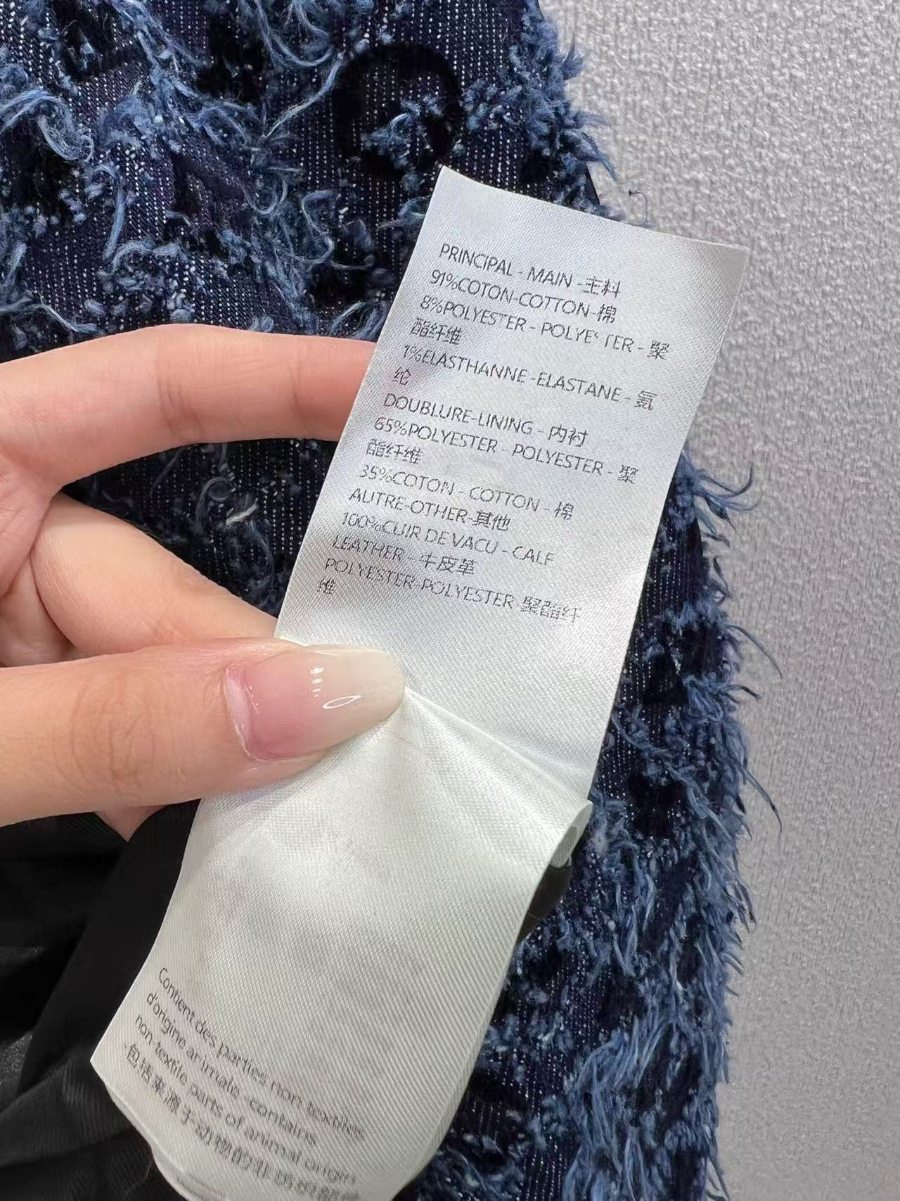 PRINCIPAL - MAIN -主料
91%COTON-COTTON-棉
8%POLYESTER - POLYESTER - 聚
酯纤维
1%ELASTHANNE-ELASTANE - 氨
纶
DOUBLURE-LINING - 内衬
65%POLYESTER - POLYESTER - 聚
酯纤维
35%COTON - COTTON - 棉
AUTRE-OTHER-其他
100%CUIR DE VACU - CALF
LEATHER - 牛皮革
POLYESTER-POLYESTER-聚酯纤
维
Contient des parties non textiles
d'origine animale -contains
non textile parts of animal origin
包括来源于动物的非纺织部